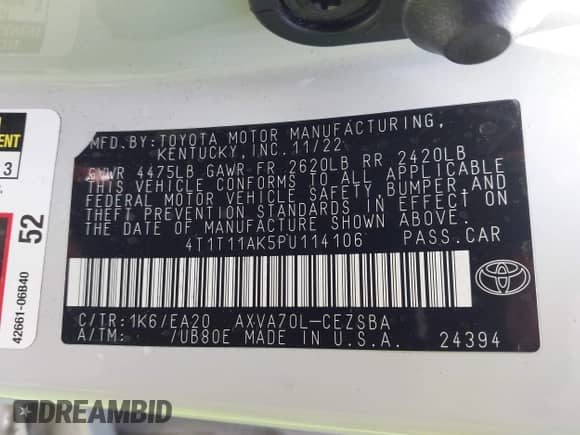 MFD.BY:TOYOTA MOTOR MANUFACTURING,
KENTUCKY, INC. 11/22
GVWR 4475LB GAWR FR 2620LB RR 2420LB
THIS VEHICLE CONFORMS TO ALL APPLICABLE
FEDERAL MOTOR VEHICLE SAFETY, BUMPER, AND
THEFT PREVENTION STANDARDS IN EFFECT ON
THE DATE OF MANUFACTURE SHOWN ABOVE.
4T1T11AK5PU114106 PASS.CAR
C/TR:1K6/EA20 AXVA70L-CEZSBA
A/TM: /UB80E MADE IN U.S.A. 24394
3
52
42661-06B40
DREAMBID